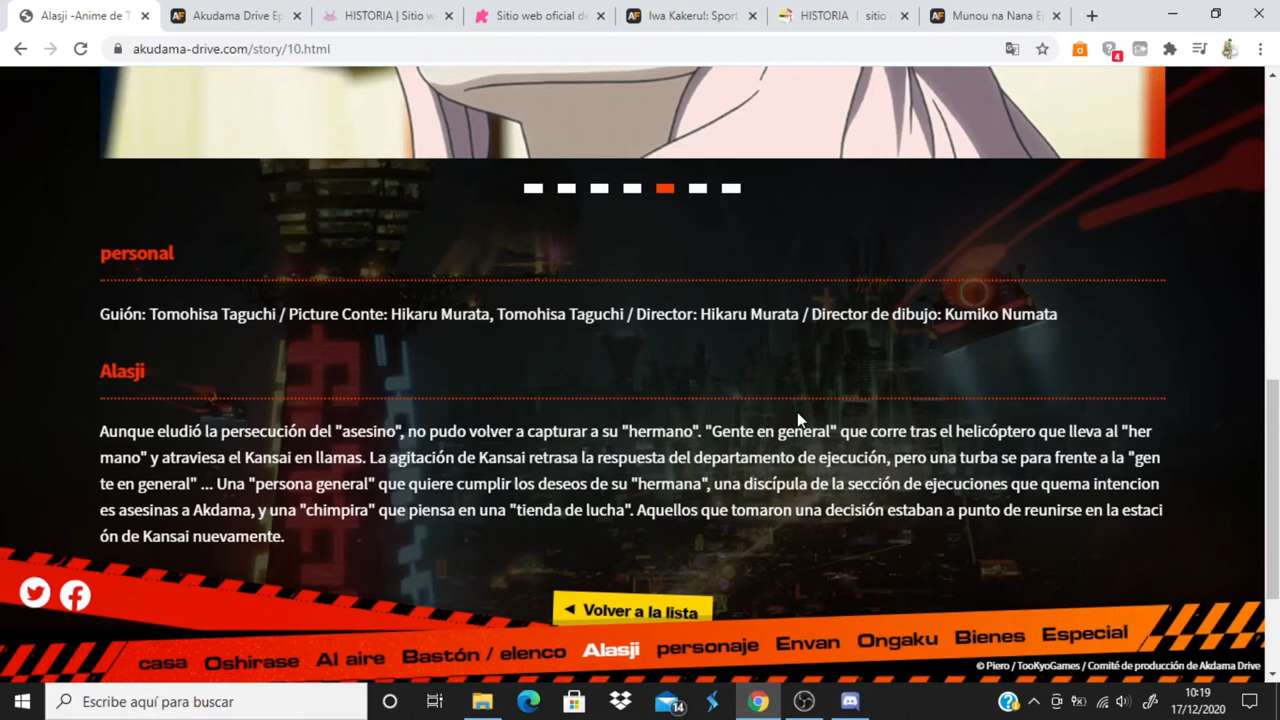 Alasji -Anime de T
Akudama Drive Ep
HISTORIA | Sitio w
Sitio web oficial de
Iwa Kakeru!: Sport
HISTORIA | sitio
Munou na Nana E
akudama-drive.com/story/10.html
4
personal
Guión: Tomohisa Taguchi / Picture Conte: Hikaru Murata, Tomohisa Taguchi / Director: Hikaru Murata / Director de dibujo: Kumiko Numata
Alasji
Aunque eludió la persecución del "asesino", no pudo volver a capturar a su "hermano". "Gente en general" que corre tras el helicóptero que lleva al "her
mano" y atraviesa el Kansai en llamas. La agitación de Kansai retrasa la respuesta del departamento de ejecución, pero una turba se para frente a la "gen
te en general" ... Una "persona general" que quiere cumplir los deseos de su "hermana", una discípula de la sección de ejecuciones que quema intencion
es asesinas a Akdama, y una "chimpira" que piensa en una "tienda de lucha". Aquellos que tomaron una decisión estaban a punto de reunirse en la estaci
ón de Kansai nuevamente.
Volver a la lista
casa Oshirase Al aire Bastón / elenco Alasji personaje Envan Ongaku Bienes Especial
© Piero / TooKyoGames / Comité de producción de Akdama Drive
Escribe aquí para buscar
14
10:19
17/12/2020